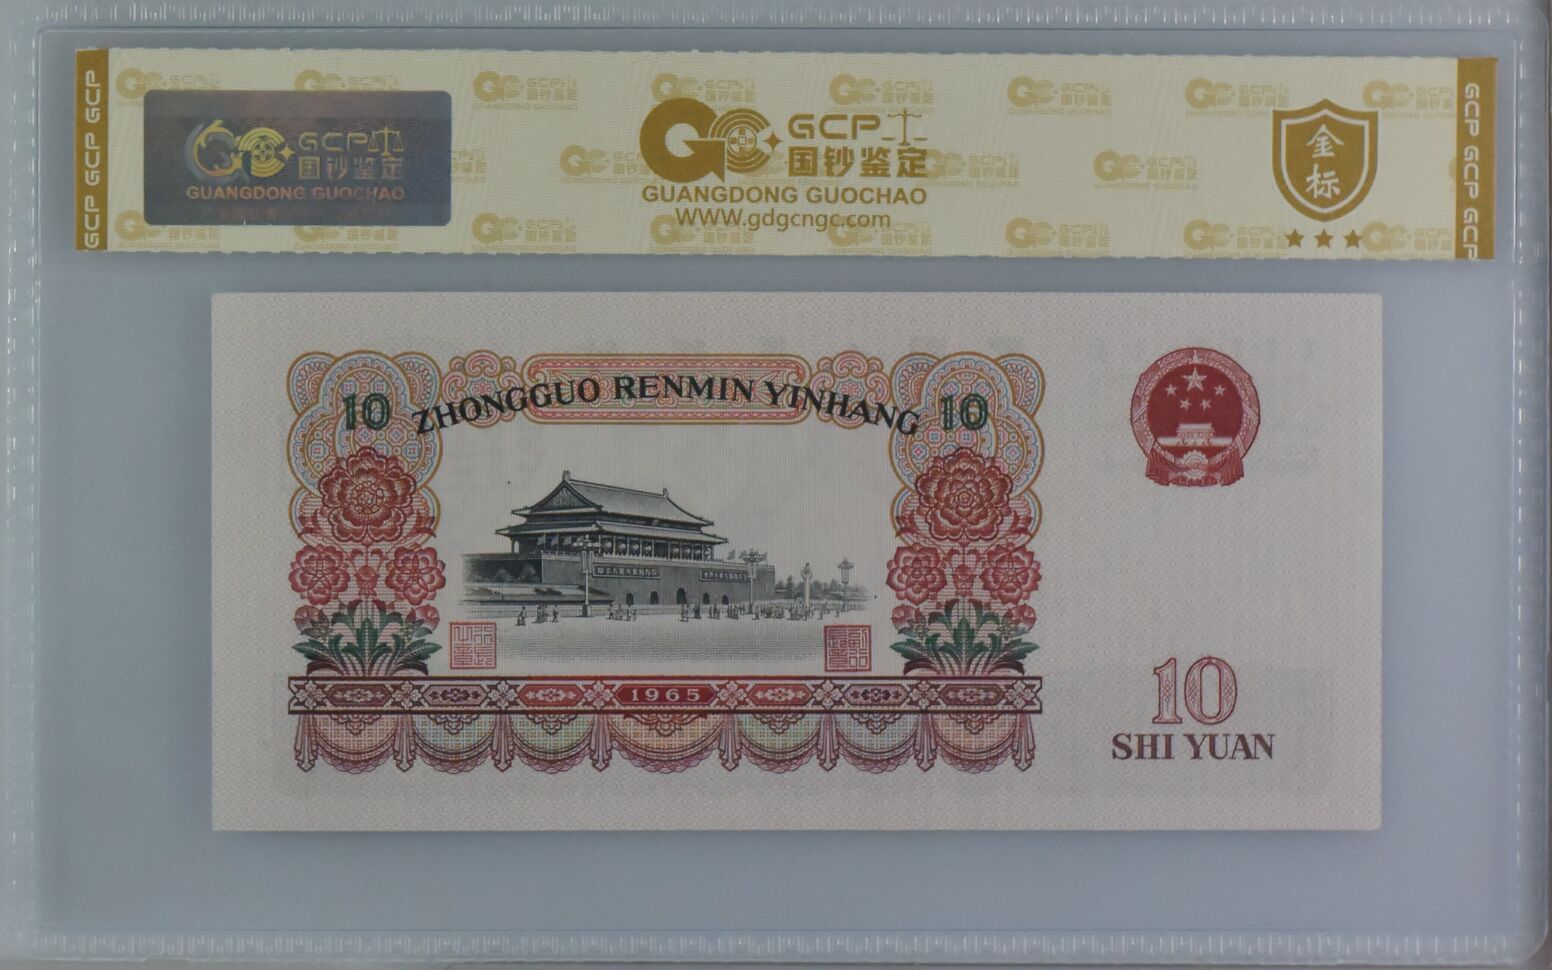 GCP GCP GCP
GCP
国钞鉴定
GUANGDONG GUOCHAO
GCP
国钞鉴定
GUANGDONG GUOCHAO
WWW.gdgcngc.com
金标
GCP GCP GCP
10 ZHONGGUO RENMIN YINHANG 10
1965
10
SHI YUAN